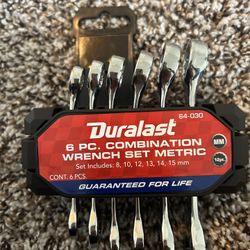 64-030
Duralast
6 PC. COMBINATION
WRENCH SET METRIC
Set Includes: 8, 10, 12, 13, 14, 15 mm
MM
12pt.
CONT. 6 PCS.
GUARANTEED FOR LIFE